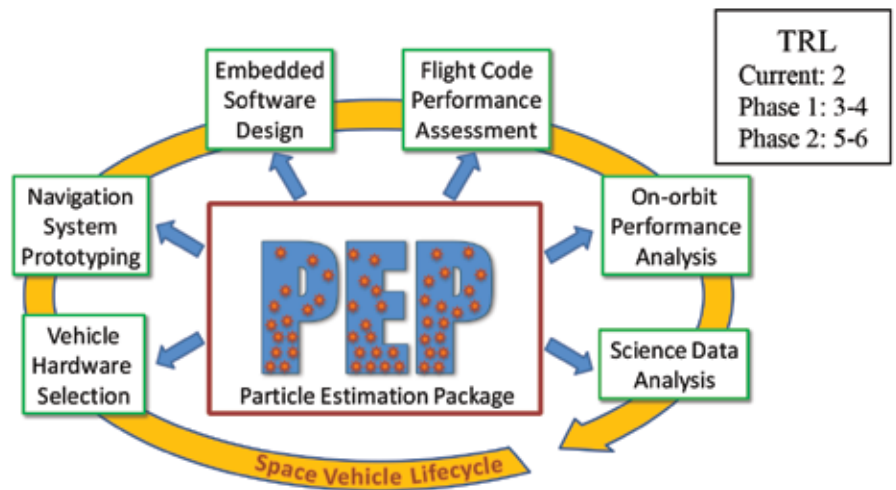 TRL
Current: 2
Phase 1: 3-4
Phase 2: 5-6
Embedded
Software
Design
Flight Code
Performance
Assessment
Navigation
System
Prototyping
On-orbit
Performance
Analysis
PEP
Particle Estimation Package
Vehicle
Hardware
Selection
Science Data
Analysis
Space Vehicle Lifecycle